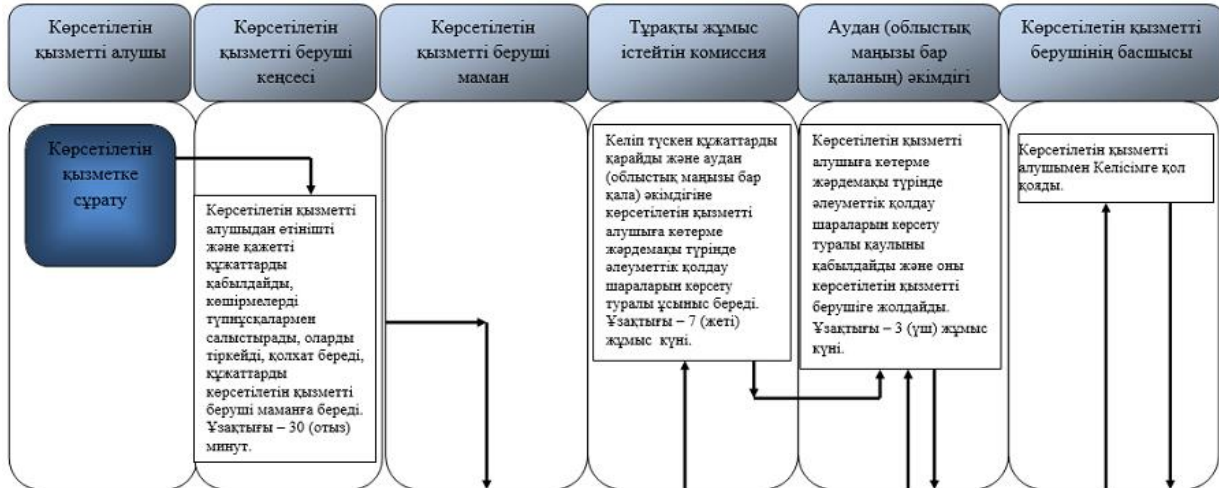 Көрсетілетін
қызметті алушы
Көрсетілетін
қызметті беруші
кеңсесі
Көрсетілетін
қызметті беруші
маман
Тұрақты жұмыс
істейтін комиссия
Аудан (облыстық
маңызы бар
қаланың) әкімдігі
Көрсетілетін қызметті
берушінің басшысы
Көрсетілетін
қызметке
сұрату
Көрсетілетін қызметті
алушыдан өтінішті
және қажетті
құжаттарды
қабылдайды,
көшірмелерді
түпнұсқалармен
салыстырады, оларды
тіркейді, қолхат береді,
құжаттарды
көрсетілетін қызметті
беруші маманға береді.
Ұзақтығы – 30 (отыз)
минут.
Келіп түскен құжаттарды
қарайды және аудан
(облыстық маңызы бар
қала) әкімдігіне
көрсетілетін қызметті
алушыға көтерме
жәрдемақы түрінде
әлеуметтік қолдау
шараларын көрсету
туралы ұсыныс береді.
Ұзақтығы – 7 (жеті)
жұмыс күні.
Көрсетілетін қызметті
алушыға көтерме
жәрдемақы түрінде
әлеуметтік қолдау
шараларын көрсету
туралы қаулыны
қабылдайды және оны
көрсетілетін қызметті
берушіге жолдайды.
Ұзақтығы – 3 (үш) жұмыс
күні.
Көрсетілетін қызметті
алушымен Келісімге қол
қояды.